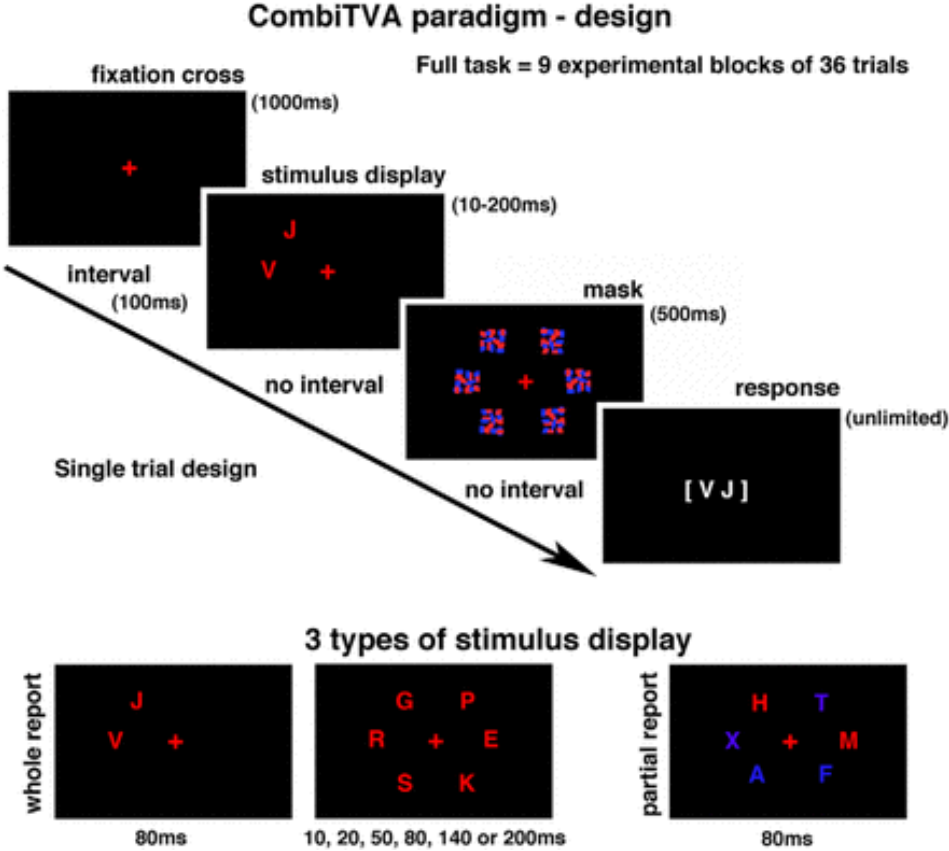 CombiTVA paradigm - design
Full task = 9 experimental blocks of 36 trials
fixation cross
(1000ms)
+
stimulus display
(10-200ms)
J
V +
interval
(100ms)
mask
(500ms)
+
no interval
response
(unlimited)
[ V J ]
Single trial design
no interval
3 types of stimulus display
whole report
J
V +
80ms
G P
R + E
S K
10, 20, 50, 80, 140 or 200ms
partial report
H T
X + M
A F
80ms